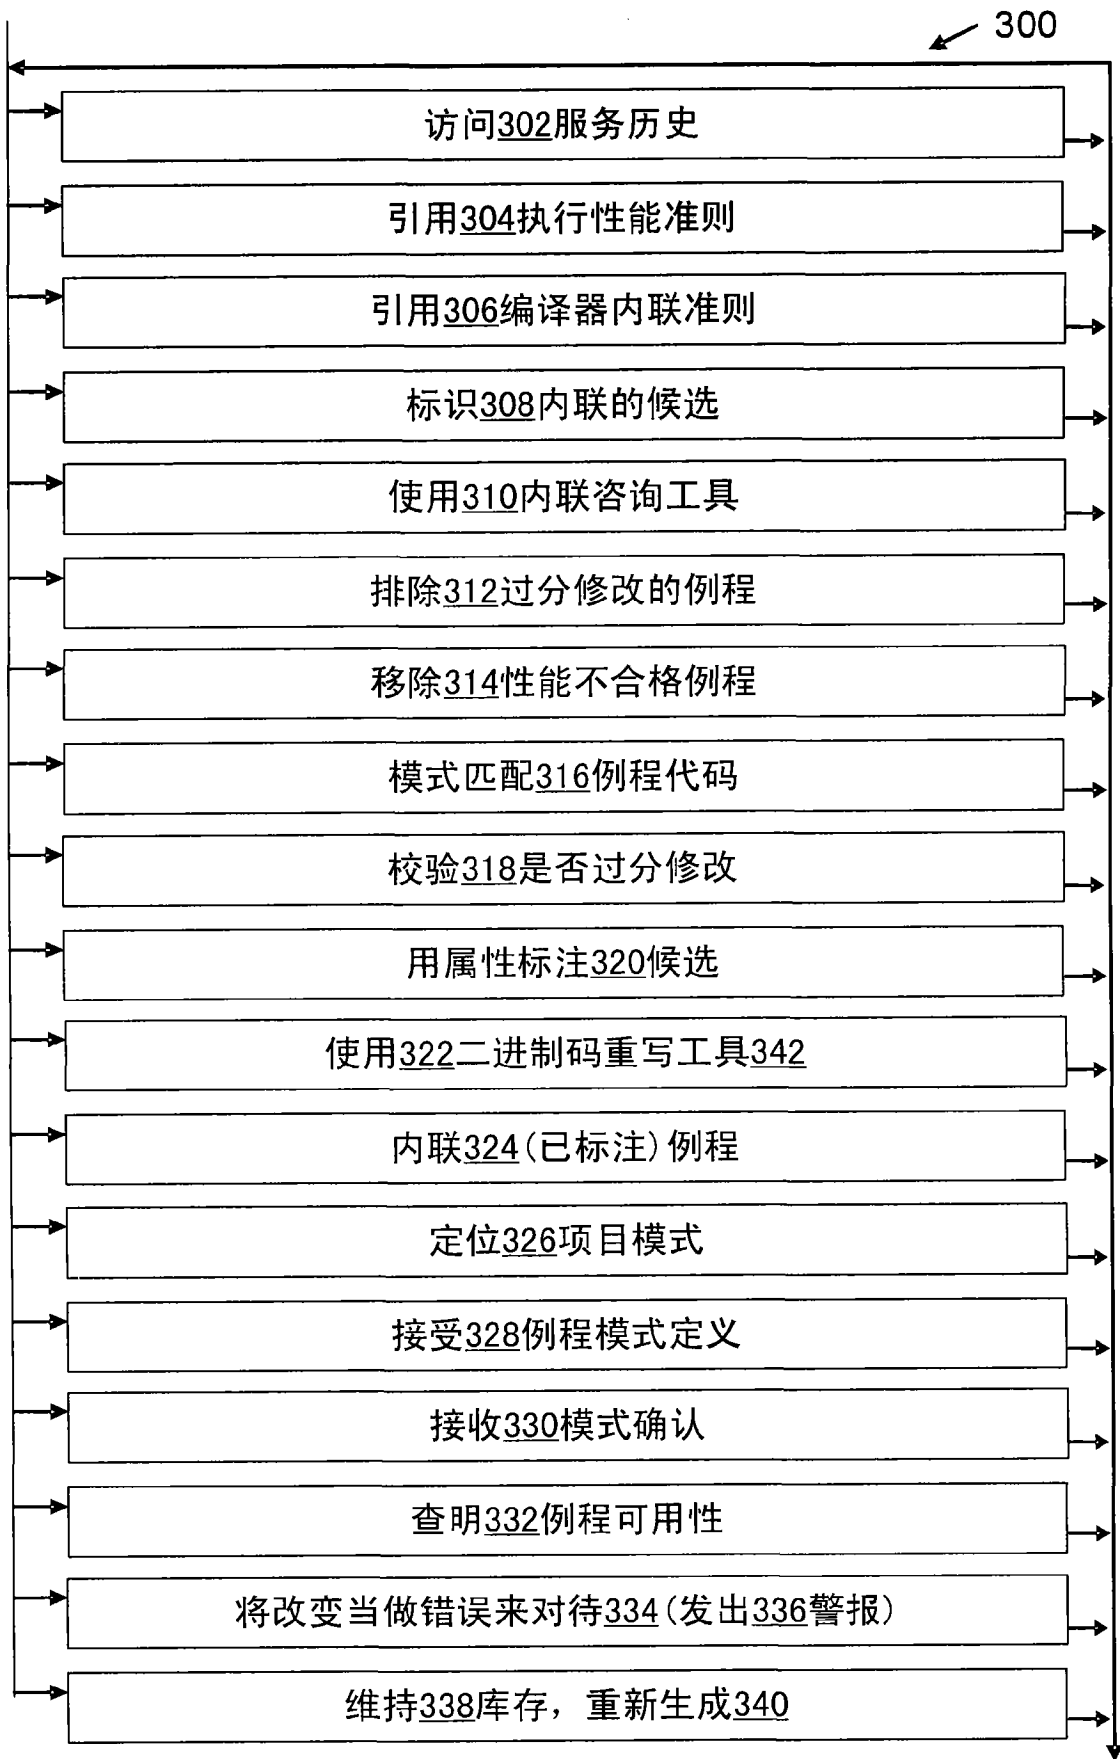 300
访问302服务历史
引用304执行性能准则
引用306编译器内联准则
标识308内联的候选
使用310内联咨询工具
排除312过分修改的例程
移除314性能不合格例程
模式匹配316例程代码
校验318是否过分修改
用属性标注320候选
使用322二进制码重写工具342
内联324(已标注)例程
定位326项目模式
接受328例程模式定义
接收330模式确认
查明332例程可用性
将改变当做错误来对待334(发出336警报)
维持338库存，重新生成340